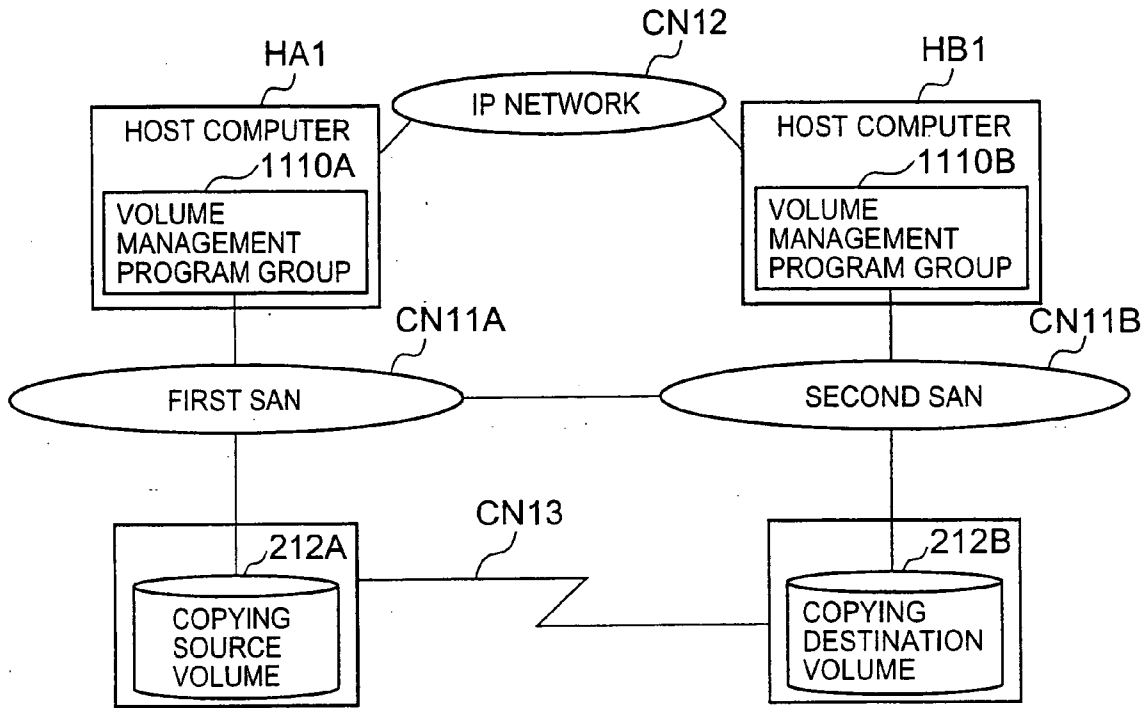 CN12
HA1
HB1
IP NETWORK
HOST COMPUTER
1110A
VOLUME
MANAGEMENT
PROGRAM GROUP
HOST COMPUTER
1110B
VOLUME
MANAGEMENT
PROGRAM GROUP
CN11A
CN11B
FIRST SAN
SECOND SAN
CN13
212A
COPYING
SOURCE
VOLUME
212B
COPYING
DESTINATION
VOLUME